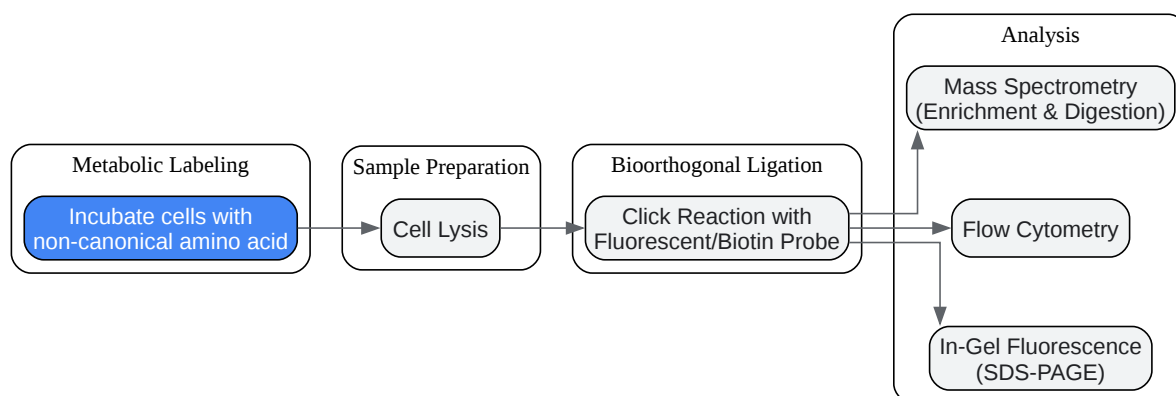 Metabolic Labeling
Incubate cells with
non-canonical amino acid
Sample Preparation
Cell Lysis
Bioorthogonal Ligation
Click Reaction with
Fluorescent/Biotin Probe
Analysis
Mass Spectrometry
(Enrichment & Digestion)
Flow Cytometry
In-Gel Fluorescence
(SDS-PAGE)